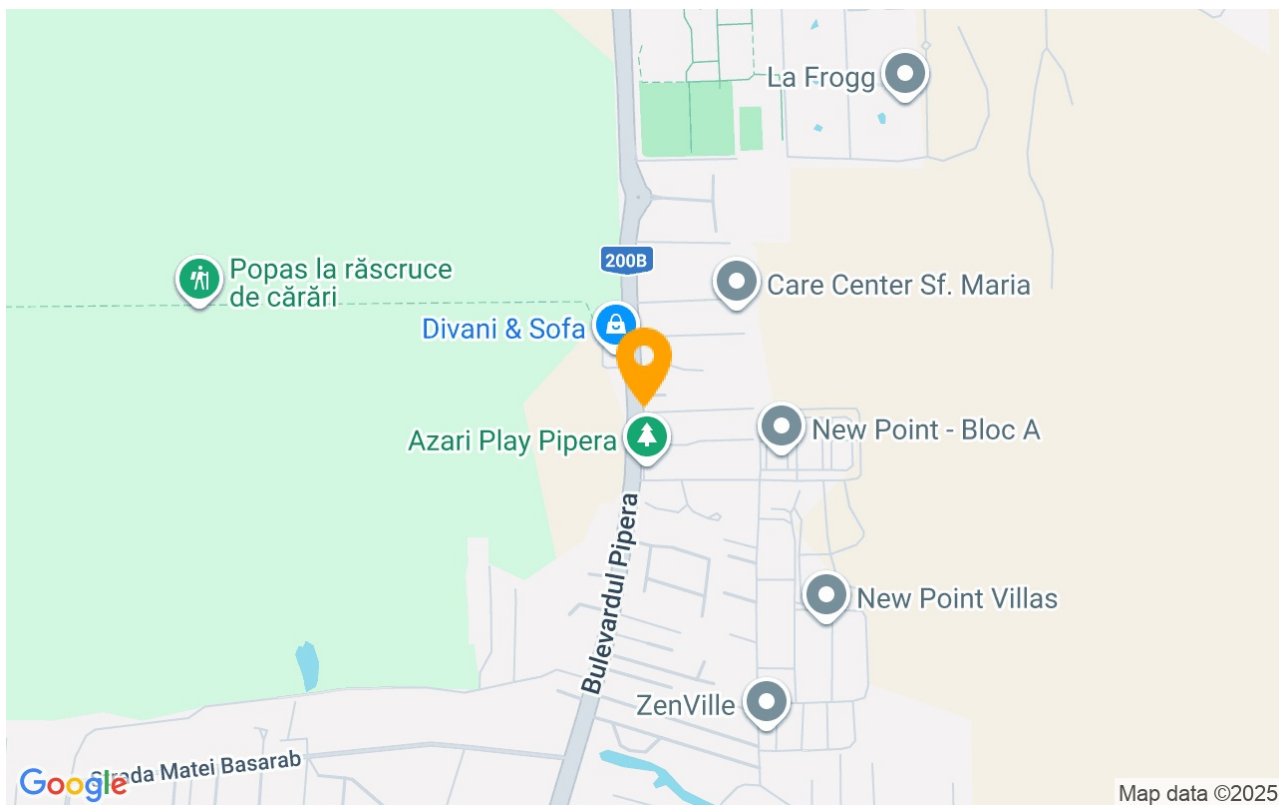 La Frogg
200B
Popas la răscruce
de cărări
Care Center Sf. Maria
Divani & Sofa
Azari Play Pipera
New Point - Bloc A
Bulevardul Pipera
New Point Villas
ZenVille
Strada Matei Basarab
Google
Map data ©2025